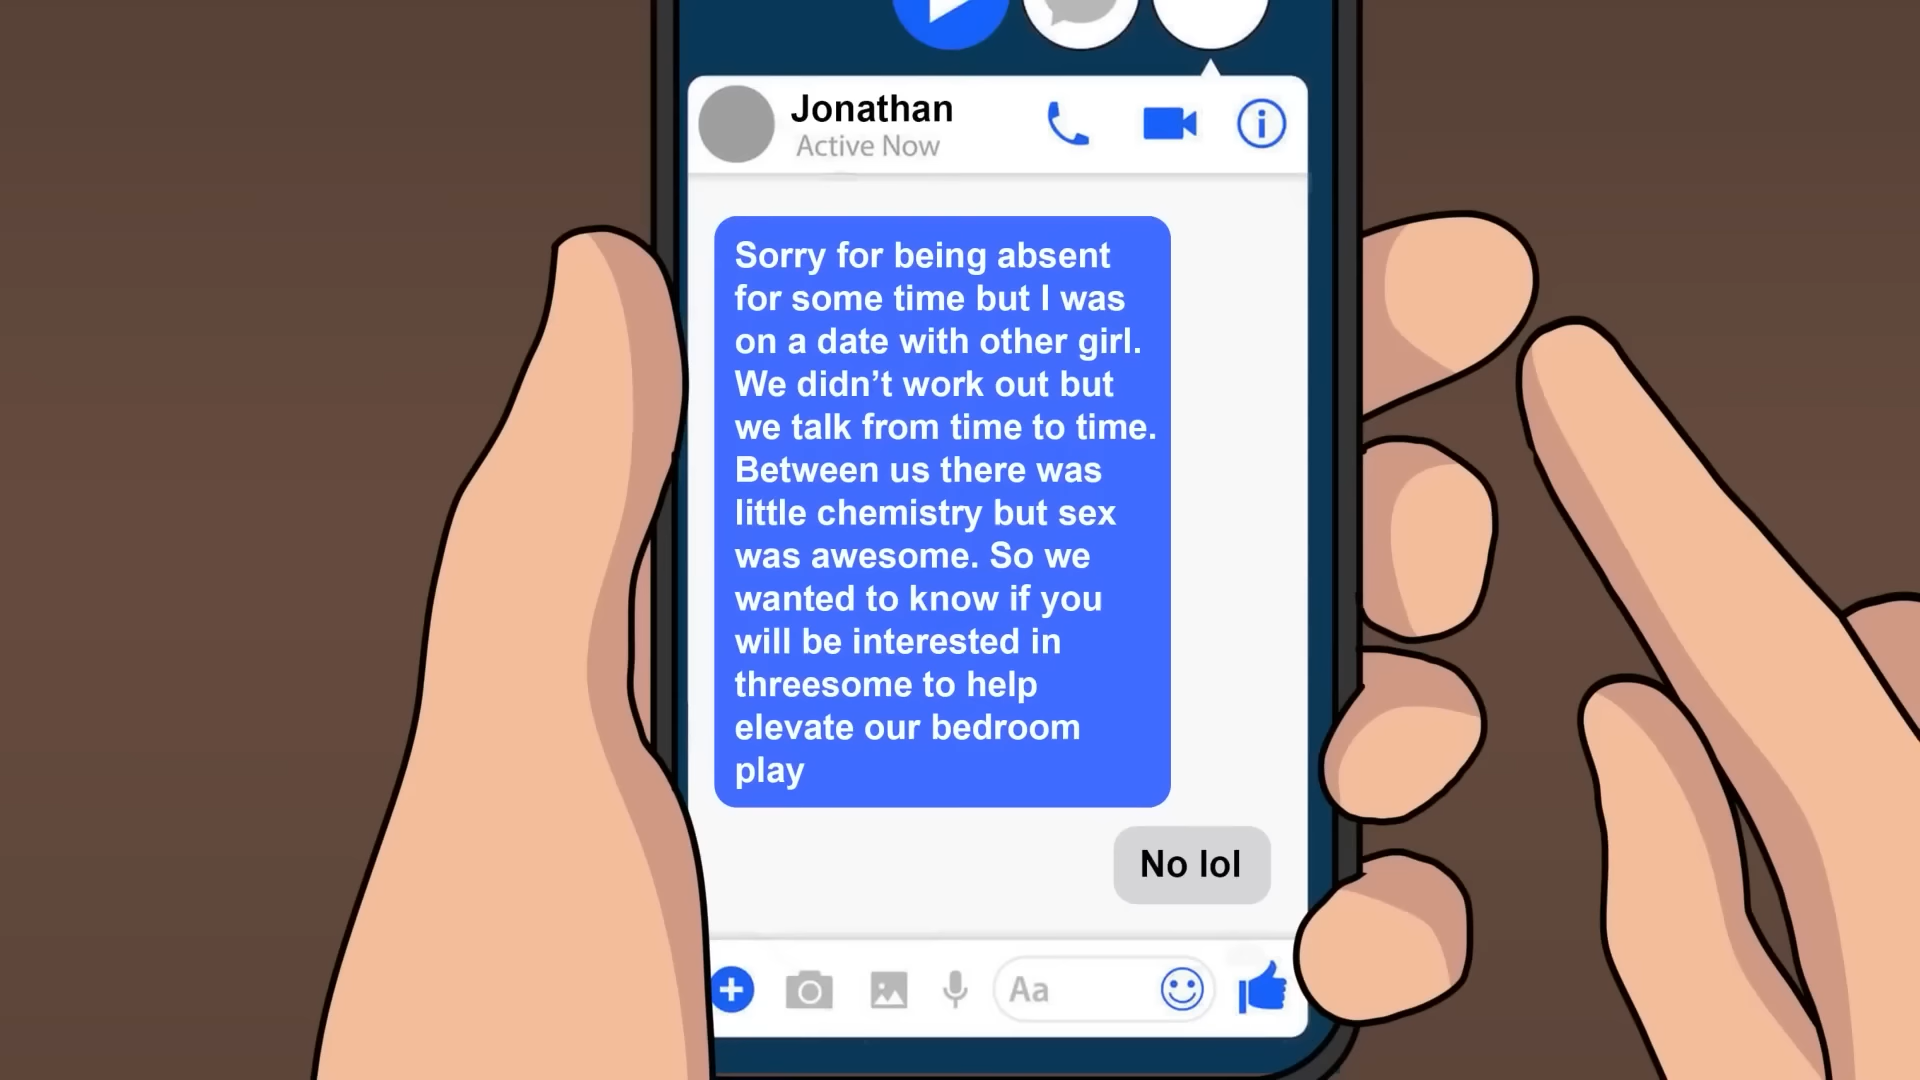 Jonathan
Active Now
Sorry for being absent
for some time but I was
on a date with other girl.
We didn’t work out but
we talk from time to time.
Between us there was
little chemistry but sex
was awesome. So we
wanted to know if you
will be interested in
threesome to help
elevate our bedroom
play
No lol
Aa